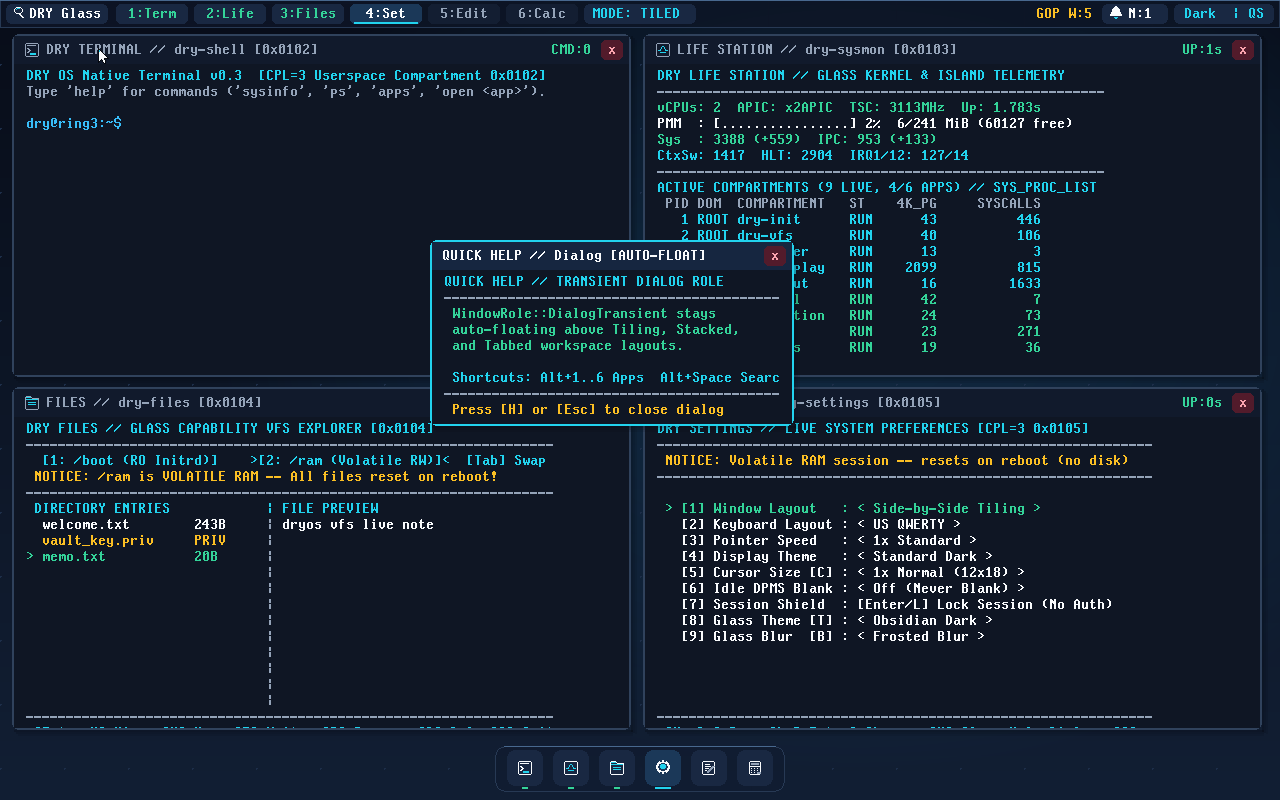 DRY Glass 1:Term 2:Life 3:Files 4:Set 5:Edit 6:Calc MODE: TILED GOP W:5 N:1 Dark ¦ QS
DRY TERMINAL // dry-shell [0x0102] CMD:0 x
DRY OS Native Terminal v0.3 [CPL=3 Userspace Compartment 0x0102]
Type 'help' for commands ('sysinfo', 'ps', 'apps', 'open <app>').
dry@ring3:~$
LIFE STATION // dry-sysmon [0x0103] UP:1s x
DRY LIFE STATION // GLASS KERNEL & ISLAND TELEMETRY
vCPUs: 2 APIC: x2APIC TSC: 3113MHz Up: 1.783s
PMM : [................] 2% 6/241 MiB (60127 free)
Sys : 3388 (+559) IPC: 953 (+133)
CtxSw: 1417 HLT: 2904 IRQ1/12: 127/14
ACTIVE COMPARTMENTS (9 LIVE, 4/6 APPS) // SYS_PROC_LIST
PID DOM COMPARTMENT ST 4K_PG SYSCALLS
1 ROOT dry-init RUN 43 446
2 ROOT dry-vfs RUN 40 106
er RUN 13 3
play RUN 2099 815
ut RUN 16 1633
l RUN 42 7
tion RUN 24 73
RUN 23 271
s RUN 19 36
QUICK HELP // Dialog [AUTO-FLOAT] x
QUICK HELP // TRANSIENT DIALOG ROLE
WindowRole::DialogTransient stays
auto-floating above Tiling, Stacked,
and Tabbed workspace layouts.
Shortcuts: Alt+1..6 Apps Alt+Space Searc
Press [H] or [Esc] to close dialog
FILES // dry-files [0x0104]
DRY FILES // GLASS CAPABILITY VFS EXPLORER [0x0104]
[1: /boot (RO Initrd)] >[2: /ram (Volatile RW)]< [Tab] Swap
NOTICE: /ram is VOLATILE RAM -- All files reset on reboot!
DIRECTORY ENTRIES ¦ FILE PREVIEW
welcome.txt 243B ¦ dryos vfs live note
vault_key.priv PRIV
> memo.txt 20B
-settings [0x0105] UP:0s x
DRY SETTINGS // LIVE SYSTEM PREFERENCES [CPL=3 0x0105]
NOTICE: Volatile RAM session -- resets on reboot (no disk)
> [1] Window Layout : < Side-by-Side Tiling >
[2] Keyboard Layout : < US QWERTY >
[3] Pointer Speed : < 1x Standard >
[4] Display Theme : < Standard Dark >
[5] Cursor Size [C] : < 1x Normal (12x18) >
[6] Idle DPMS Blank : < Off (Never Blank) >
[7] Session Shield : [Enter/L] Lock Session (No Auth)
[8] Glass Theme [T] : < Obsidian Dark >
[9] Glass Blur [B] : < Frosted Blur >